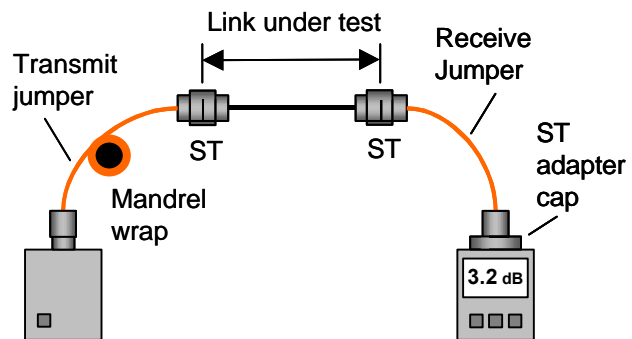 Link under test
Transmit
jumper
Receive
Jumper
ST
ST
ST
adapter
cap
Mandrel
wrap
3.2 dB